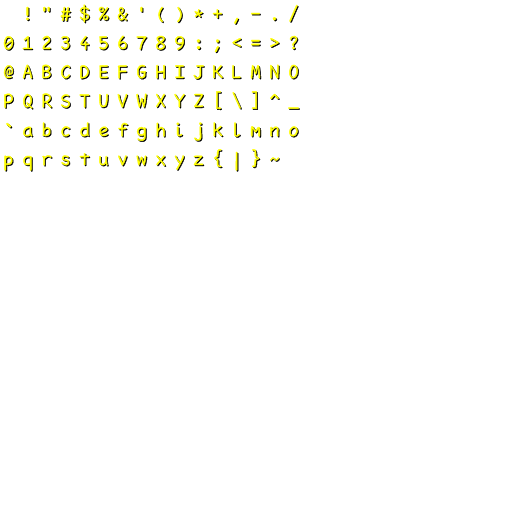 ! " # $ % & ' ( ) * + , - . /
0 1 2 3 4 5 6 7 8 9 : ; < = > ?
@ A B C D E F G H I J K L M N O
P Q R S T U V W X Y Z [ \ ] ^ _
` a b c d e f g h i j k l m n o
p q r s t u v w x y z { | } ~